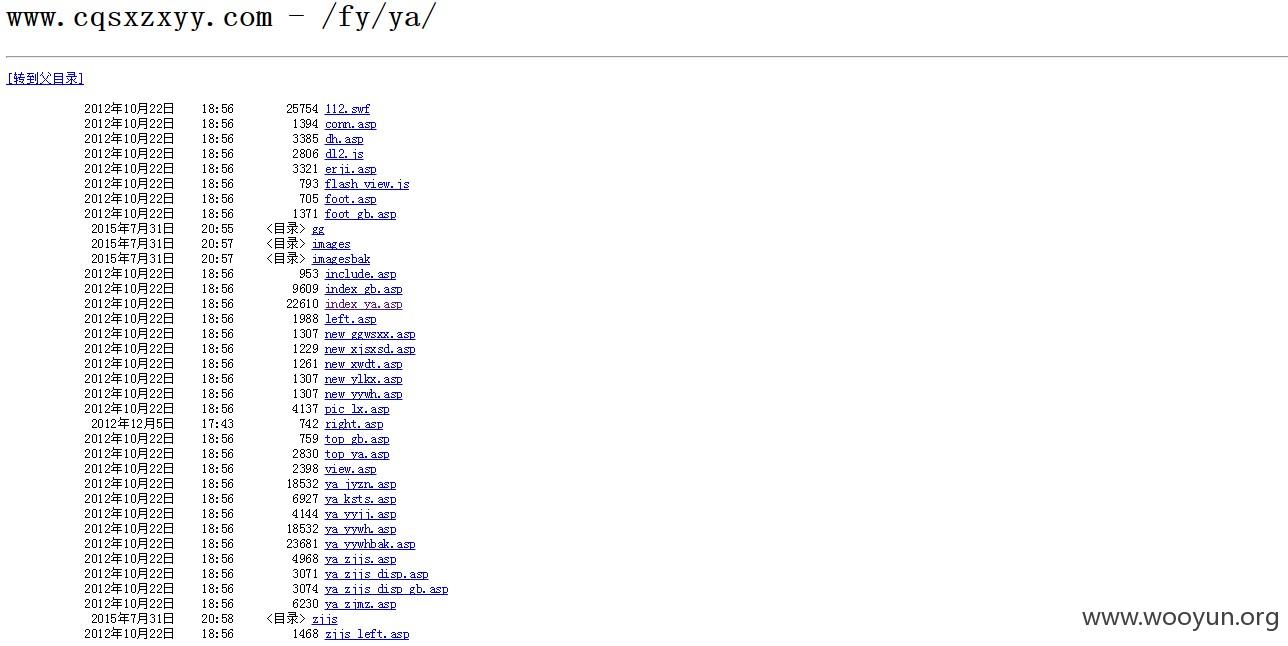 www.cqsxzxyy.com - /fy/ya/
[转到父目录]
2012年10月22日 18:56 25754 112.swf
2012年10月22日 18:56 1394 conn.asp
2012年10月22日 18:56 3385 dh.asp
2012年10月22日 18:56 2806 dl2.js
2012年10月22日 18:56 3321 erji.asp
2012年10月22日 18:56 793 flash_view.js
2012年10月22日 18:56 705 foot.asp
2012年10月22日 18:56 1371 foot_gb.asp
2015年7月31日 20:55 <目录> gg
2015年7月31日 20:57 <目录> images
2015年7月31日 20:57 <目录> imagesbak
2012年10月22日 18:56 953 include.asp
2012年10月22日 18:56 9609 index_gb.asp
2012年10月22日 18:56 22610 index_ya.asp
2012年10月22日 18:56 1988 left.asp
2012年10月22日 18:56 1307 new_ggwsxx.asp
2012年10月22日 18:56 1229 new_xjsxsd.asp
2012年10月22日 18:56 1261 new_xwdt.asp
2012年10月22日 18:56 1307 new_ylkx.asp
2012年10月22日 18:56 1307 new_yywh.asp
2012年10月22日 18:56 4137 pic_lx.asp
2012年12月5日 17:43 742 right.asp
2012年10月22日 18:56 759 top_gb.asp
2012年10月22日 18:56 2830 top_ya.asp
2012年10月22日 18:56 2398 view.asp
2012年10月22日 18:56 18532 ya_jyzn.asp
2012年10月22日 18:56 6927 ya_ksts.asp
2012年10月22日 18:56 4144 ya_yyjj.asp
2012年10月22日 18:56 18532 ya_yywh.asp
2012年10月22日 18:56 23681 ya_yywhbak.asp
2012年10月22日 18:56 4968 ya_zjjs.asp
2012年10月22日 18:56 3071 ya_zjjs_disp.asp
2012年10月22日 18:56 3074 ya_zjjs_disp_gb.asp
2012年10月22日 18:56 6230 ya_zjmz.asp
2015年7月31日 20:58 <目录> zjjs
2012年10月22日 18:56 1468 zjjs_left.asp
www.wooyun.org